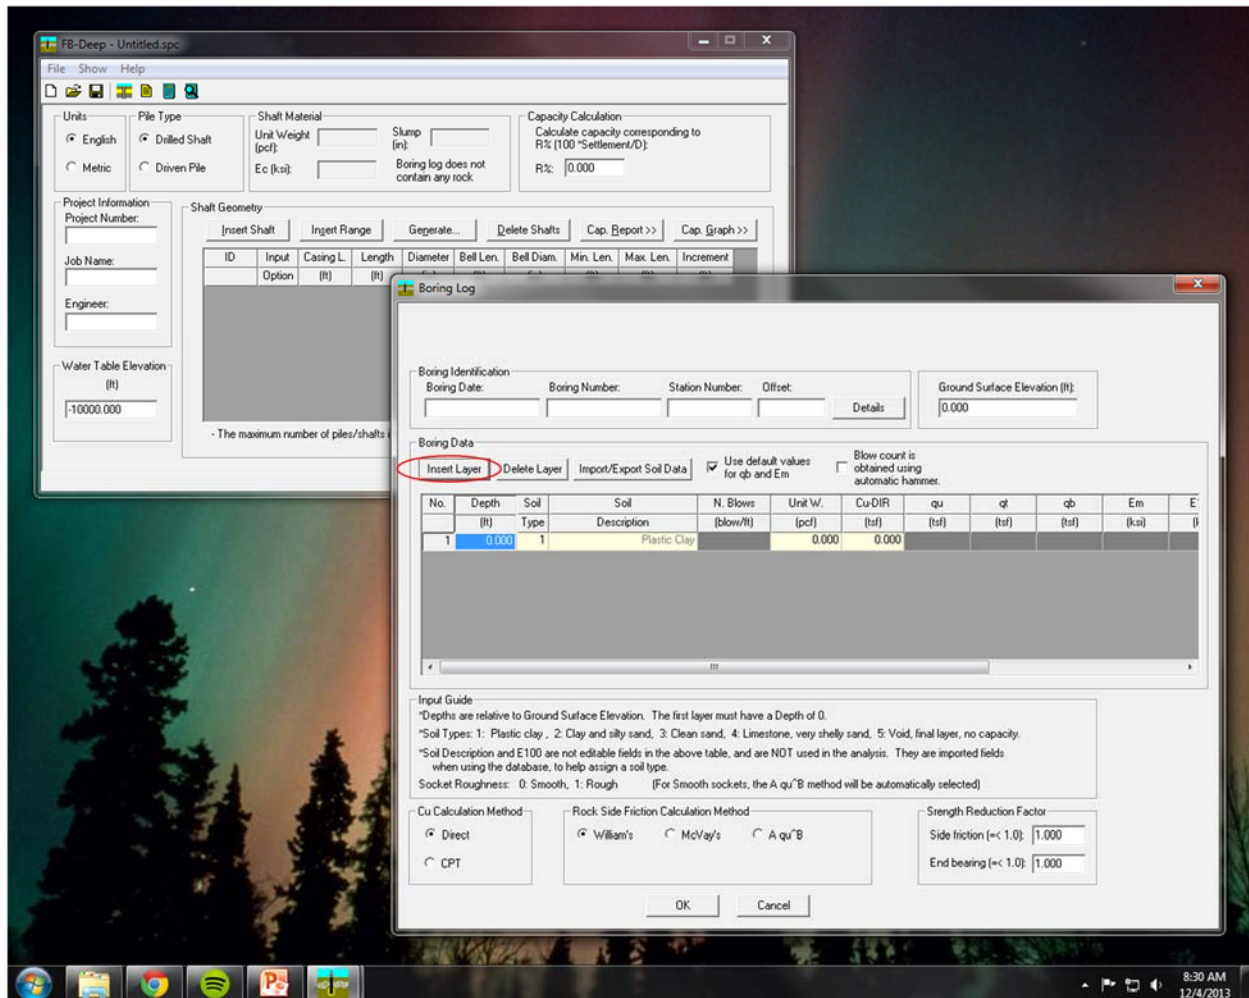 FB-Deep - Untitled.spc
File Show Help
Units
English
Metric
Pile Type
Drilled Shaft
Driven Pile
Shaft Material
Unit Weight (pcf):
Slump (in):
Ec (ksi):
Boring log does not
contain any rock
Capacity Calculation
Calculate capacity corresponding to
R% (100 *Settlement/D):
R%: 0.000
Project Information
Project Number:
Job Name:
Engineer:
Water Table Elevation
(ft)
-10000.000
Shaft Geometry
Insert Shaft Insert Range Generate... Delete Shafts Cap. Report >> Cap. Graph >>
ID Input Casing L. Length Diameter Bell Len. Bell Diam. Min. Len. Max. Len. Increment
Option (ft) (ft)
- The maximum number of piles/shafts
Boring Log
Boring Identification
Boring Date: Boring Number: Station Number: Offset:
Details
Ground Surface Elevation (ft):
0.000
Boring Data
Insert Layer Delete Layer Import/Export Soil Data
Use default values
for qb and Em
Blow count is
obtained using
automatic hammer.
No. Depth Soil Soil N. Blows Unit W. Cu-DIR qu qt qb Em
(ft) Type Description (blow/ft) (pcf) (tsf) (tsf) (tsf) (tsf) (ksi)
1 0.000 1 Plastic Clay 0.000 0.000
Input Guide
*Depths are relative to Ground Surface Elevation. The first layer must have a Depth of 0.
*Soil Types: 1: Plastic clay , 2: Clay and silty sand, 3: Clean sand, 4: Limestone, very shelly sand, 5: Void, final layer, no capacity.
*Soil Description and E100 are not editable fields in the above table, and are NOT used in the analysis. They are imported fields
when using the database, to help assign a soil type.
Socket Roughness: 0: Smooth, 1: Rough (For Smooth sockets, the A qu^B method will be automatically selected)
Cu Calculation Method
Direct
CPT
Rock Side Friction Calculation Method
William's McVay's A qu^B
Srength Reduction Factor
Side friction (=< 1.0): 1.000
End bearing (=< 1.0): 1.000
OK Cancel
8:30 AM
12/4/2013